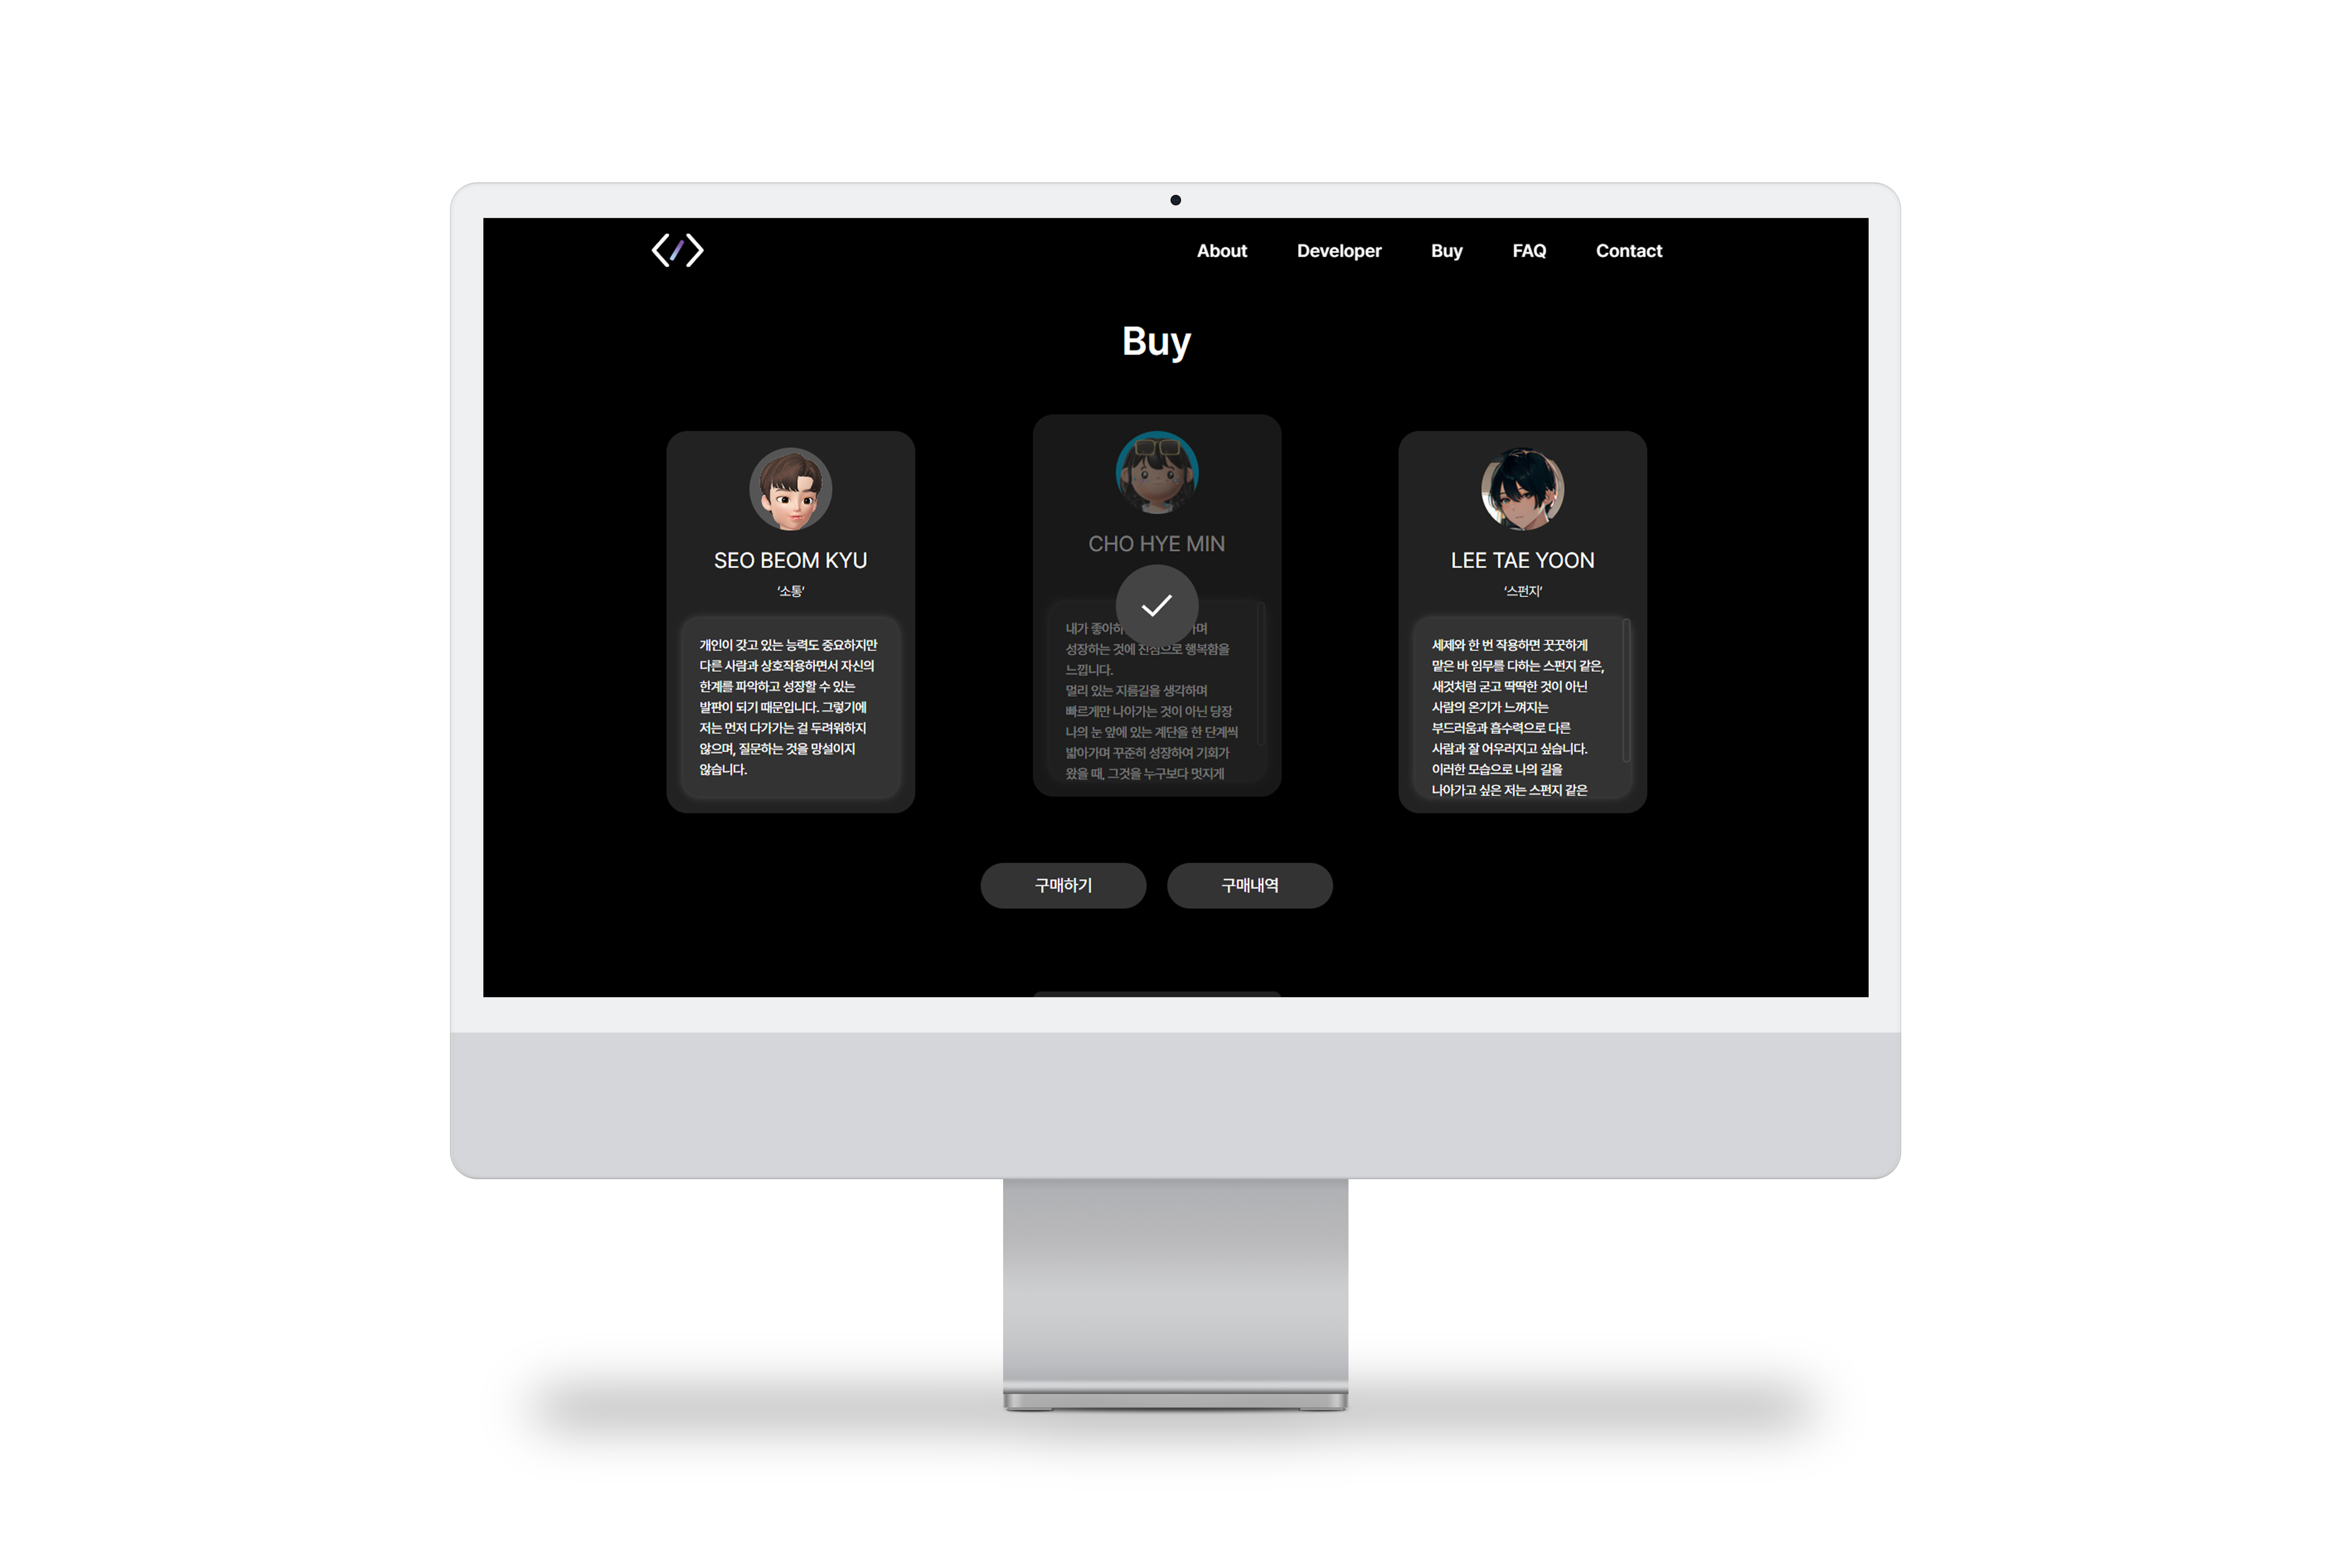 About Developer Buy FAQ Contact
Buy
SEO BEOM KYU
‘소통’
개인이 갖고 있는 능력도 중요하지만
다른 사람과 상호작용하면서 자신의
한계를 파악하고 성장할 수 있는
발판이 되기 때문입니다. 그렇기에
저는 먼저 다가가는 걸 두려워하지
않으며, 질문하는 것을 망설이지
않습니다.
CHO HYE MIN
내가
성장하는 것에 진심으로 행복함을
느낍니다.
멀리 있는 지름길을 생각하며
빠르게만 나아가는 것이 아닌 당장
나의 눈 앞에 있는 계단을 한 단계씩
밟아가며 꾸준히 성장하여 기회가
왔을 때, 그것을 누구보다 멋지게
LEE TAE YOON
‘스펀지’
세제와 한 번 작용하면 꿋꿋하게
맡은 바 임무를 다하는 스펀지 같은,
새것처럼 굳고 딱딱한 것이 아닌
사람의 온기가 느껴지는
부드러움과 흡수력으로 다른
사람과 잘 어우러지고 싶습니다.
이러한 모습으로 나의 길을
나아가고 싶은 저는 스펀지 같은
구매하기 구매내역